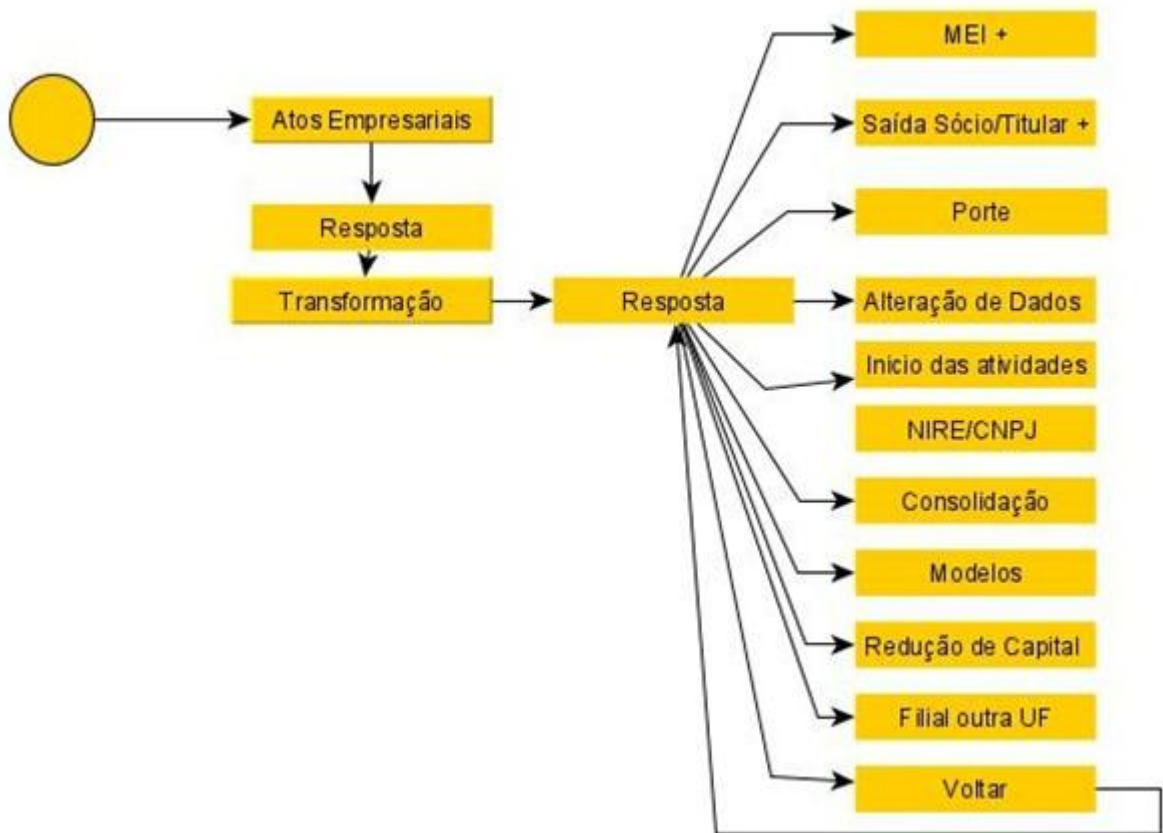 MEI +
Atos Empresariais
Saída Sócio/Titular +
Resposta
Porte
Transformação
Resposta
Alteração de Dados
Inicio das atividades
NIRE/CNPJ
Consolidação
Modelos
Redução de Capital
Filial outra UF
Voltar